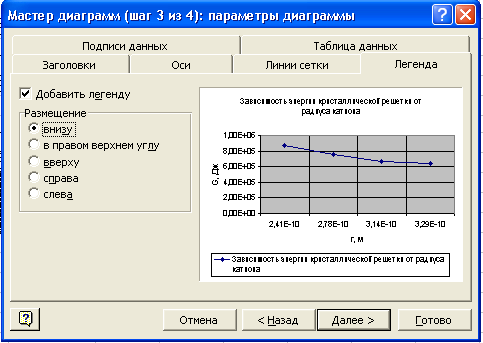 Мастер диаграмм (шаг 3 из 4): параметры диаграммы
Подписи данных
Таблица данных
Заголовки
Оси
Линии сетки
Легенда
Добавить легенду
Размещение
внизу
в правом верхнем углу
вверху
справа
слева
Зависимость энергии кристаллической решетки от
радиуса катиона
1,00E+06
8,00E+05
6,00E+05
4,00E+05
2,00E+05
0,00E+00
G, Дж
2,41E-10 2,78E-10 3,14E-10 3,29E-10
r, м
Зависимость энергии кристаллической решетки от радиуса
катиона
Отмена
< Назад
Далее >
Готово